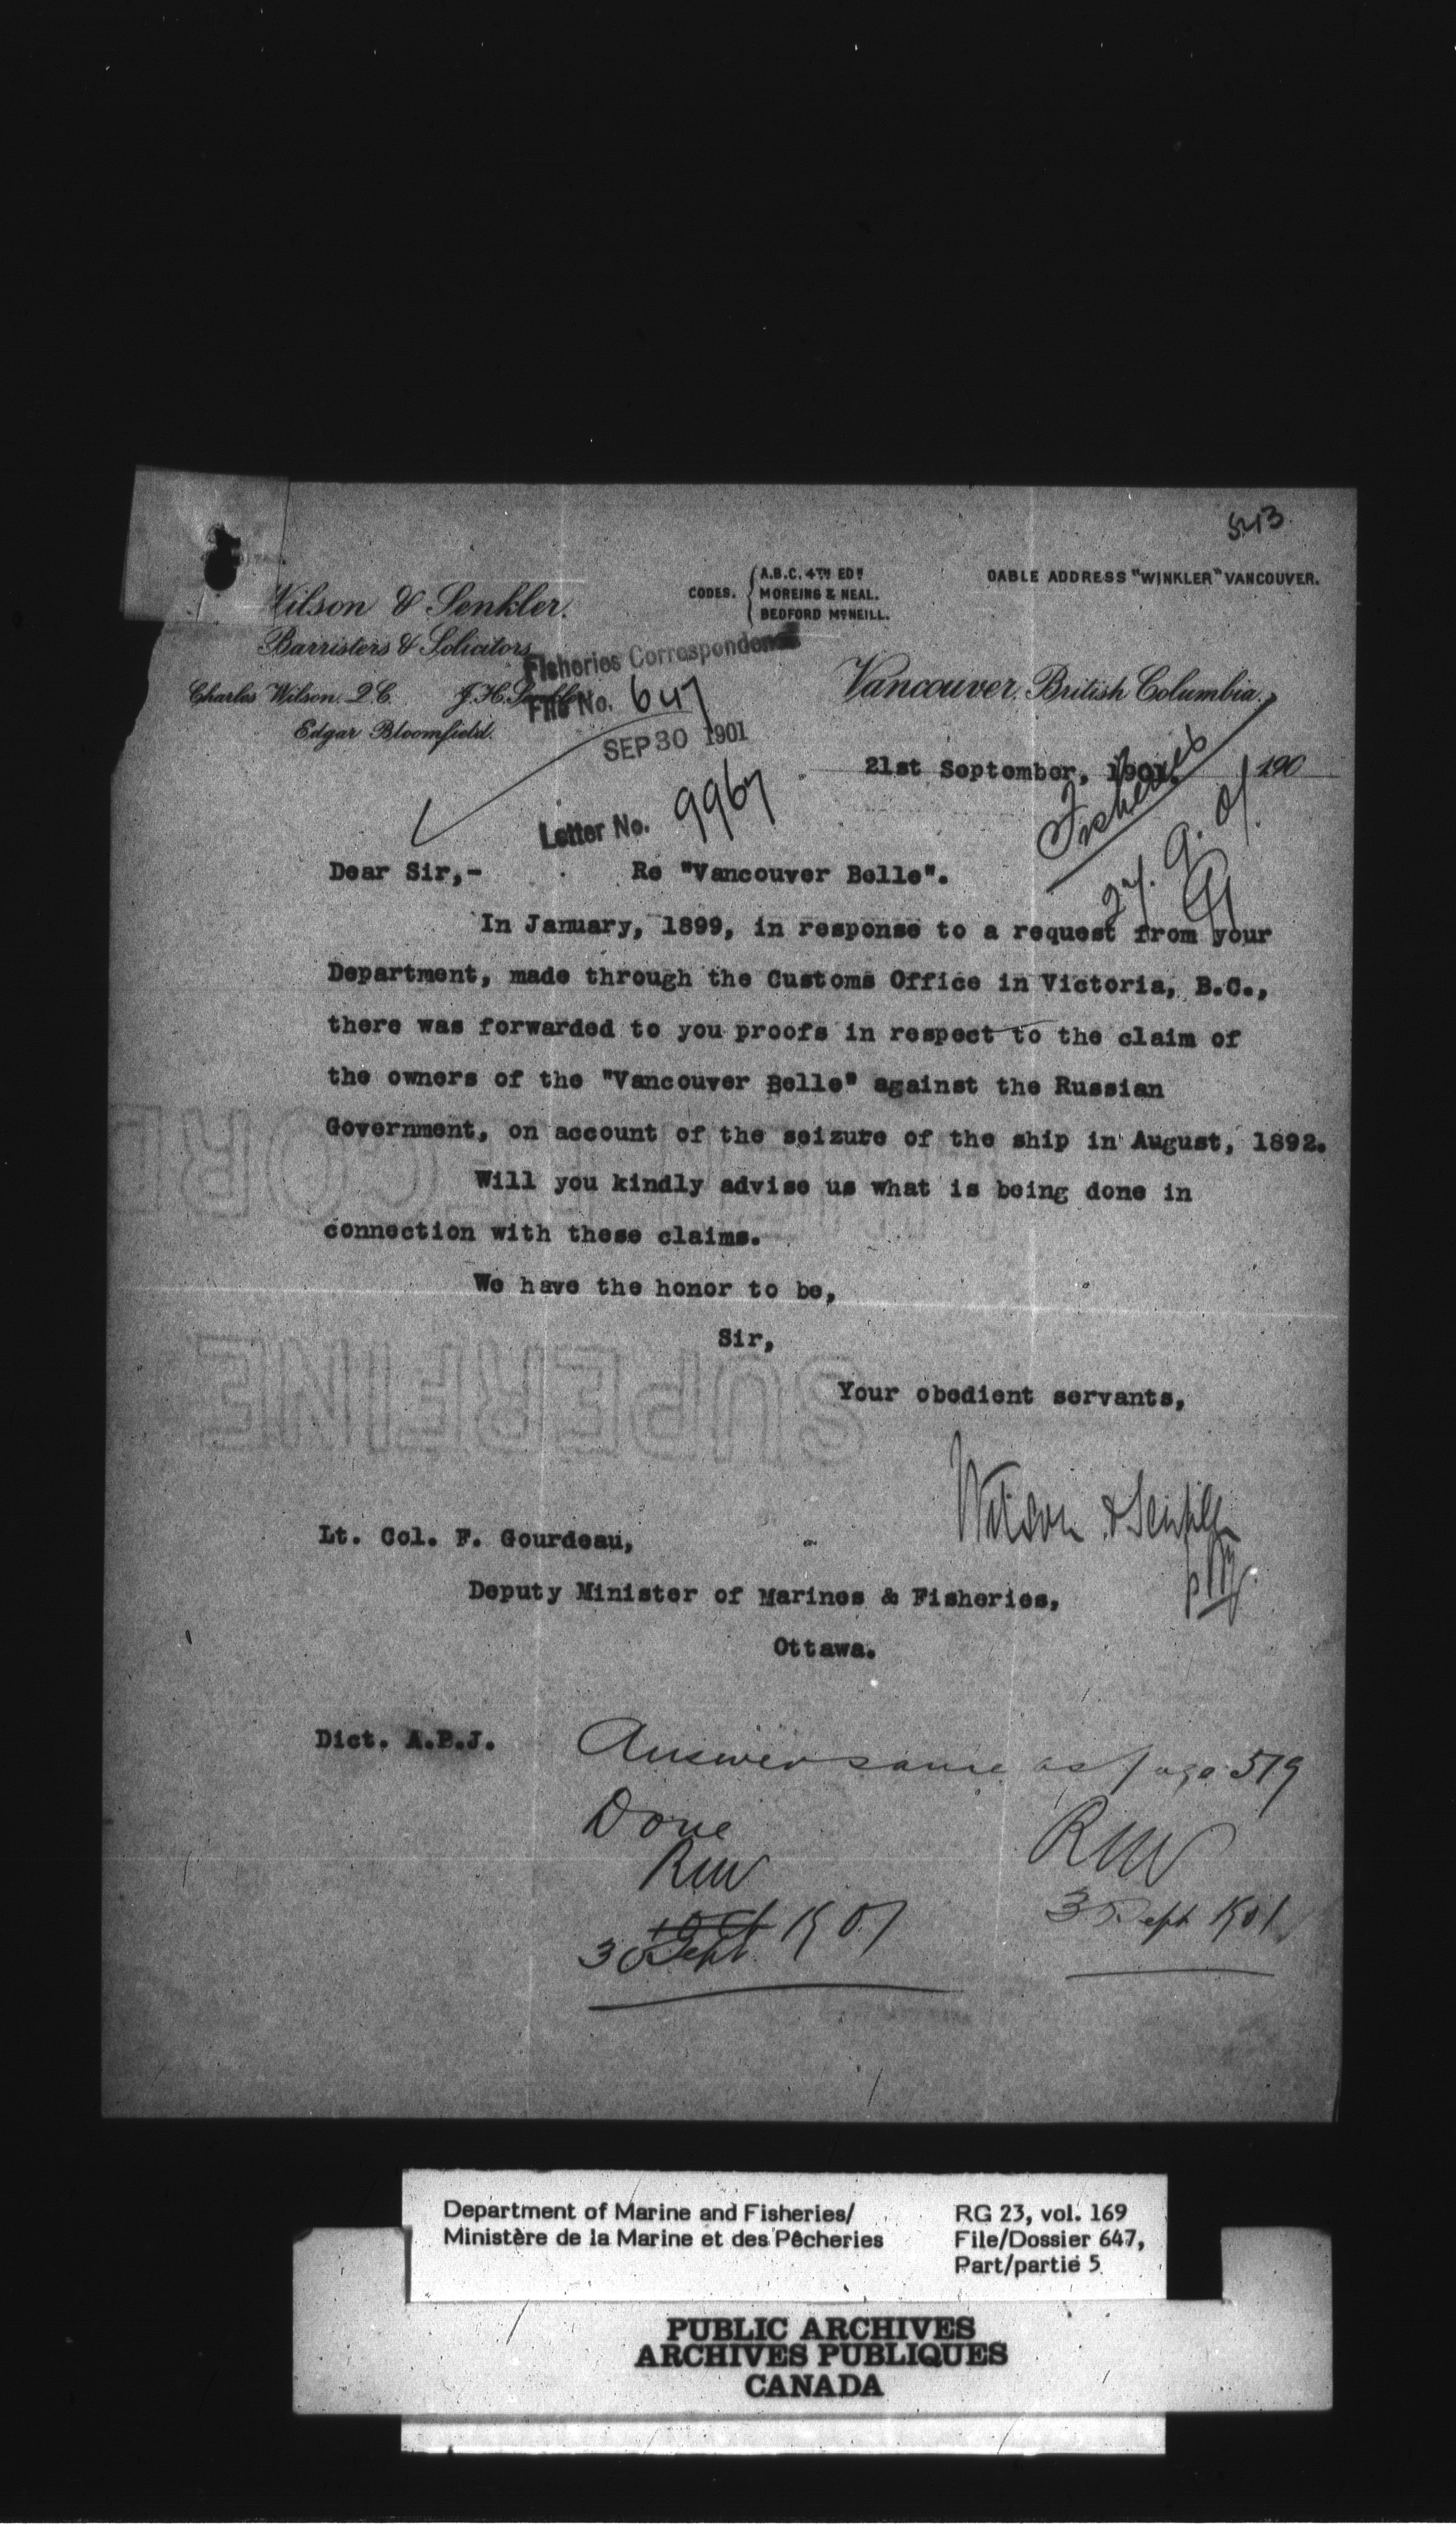 5213
Wilson & Senkler.
Barristers & Solicitors
Charles Wilson. Q.C. J.H. Senkler
Edgar Bloomfield.
CODES. A.B.C. 4TH EDN
MOREING & NEAL.
BEDFORD McNEILL.
CABLE ADDRESS "WINKLER" VANCOUVER.
Fisheries Correspondence
File No. 647
SEP 30 1901
Letter No. 9967
Vancouver. British Columbia.,
21st September, 1901. 190
Fisheries
27.9.01
Dear Sir,- Re "Vancouver Belle".
In January, 1899, in response to a request from your
Department, made through the Customs Office in Victoria, B.C.,
there was forwarded to you proofs in respect to the claim of
the owners of the "Vancouver Belle" against the Russian
Government, on account of the seizure of the ship in August, 1892.
Will you kindly advise us what is being done in
connection with these claims.
We have the honor to be,
Sir,
Your obedient servants,
Wilson & Senkler
Lt. Col. F. Gourdeau,
Deputy Minister of Marines & Fisheries,
Ottawa.
SUPERFINE
Dict. A.B.J.
Answer same as page 519
Done
RW
30 Sept 1901
RW
30 Sept 1901
Department of Marine and Fisheries/
Ministère de la Marine et des Pêcheries
RG 23, vol. 169
File/Dossier 647,
Part/partie 5
PUBLIC ARCHIVES
ARCHIVES PUBLIQUES
CANADA